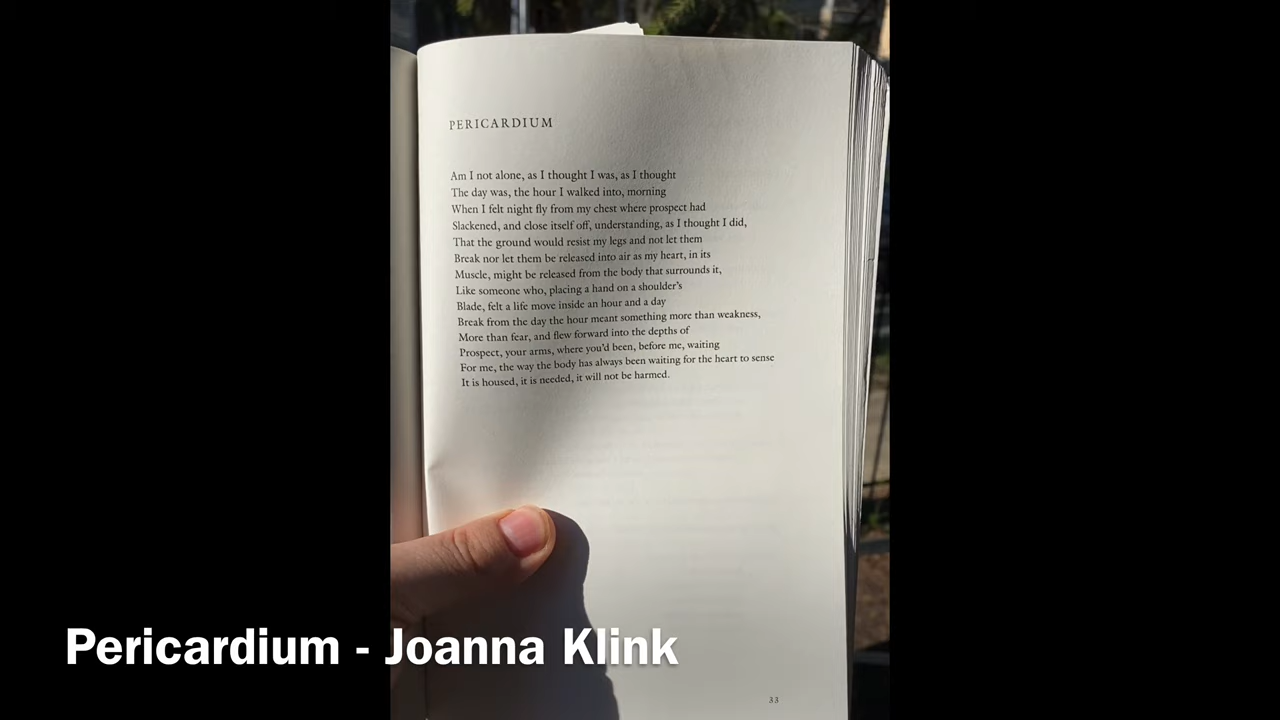 PERICARDIUM
Am I not alone, as I thought I was, as I thought
The day was, the hour I walked into, morning
When I felt night fly from my chest where prospect had
Slackened, and close itself off, understanding, as I thought I did,
That the ground would resist my legs and not let them
Break nor let them be released into air as my heart, in its
Muscle, might be released from the body that surrounds it,
Like someone who, placing a hand on a shoulder's
Blade, felt a life move inside an hour and a day
Break from the day the hour meant something more than weakness,
More than fear, and flew forward into the depths of
Prospect, your arms, where you'd been, before me, waiting
For me, the way the body has always been waiting for the heart to sense
It is housed, it is needed, it will not be harmed.
Pericardium - Joanna Klink
33